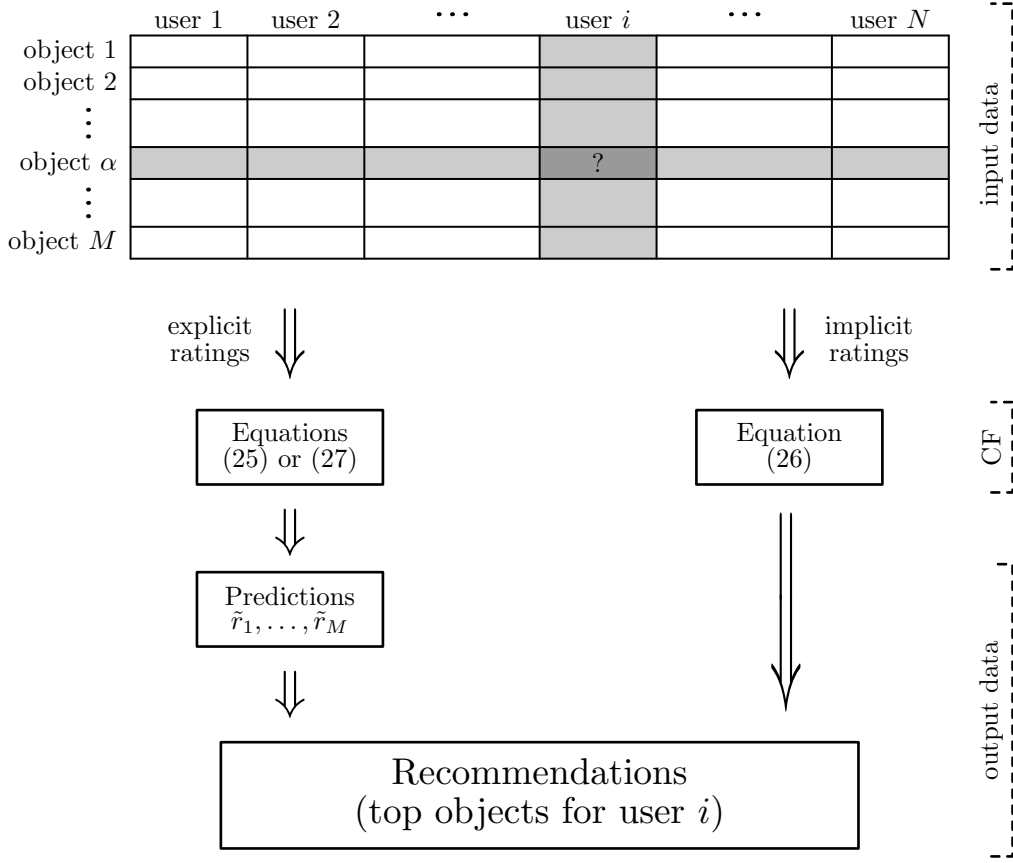 user 1 user 2 ... user i ... user N
object 1
object 2
⋮
object α ?
⋮
object M
input data
explicit
ratings
implicit
ratings
Equations
(25) or (27)
Equation
(26)
CF
Predictions
r̃₁, . . . , r̃_M
output data
Recommendations
(top objects for user i)